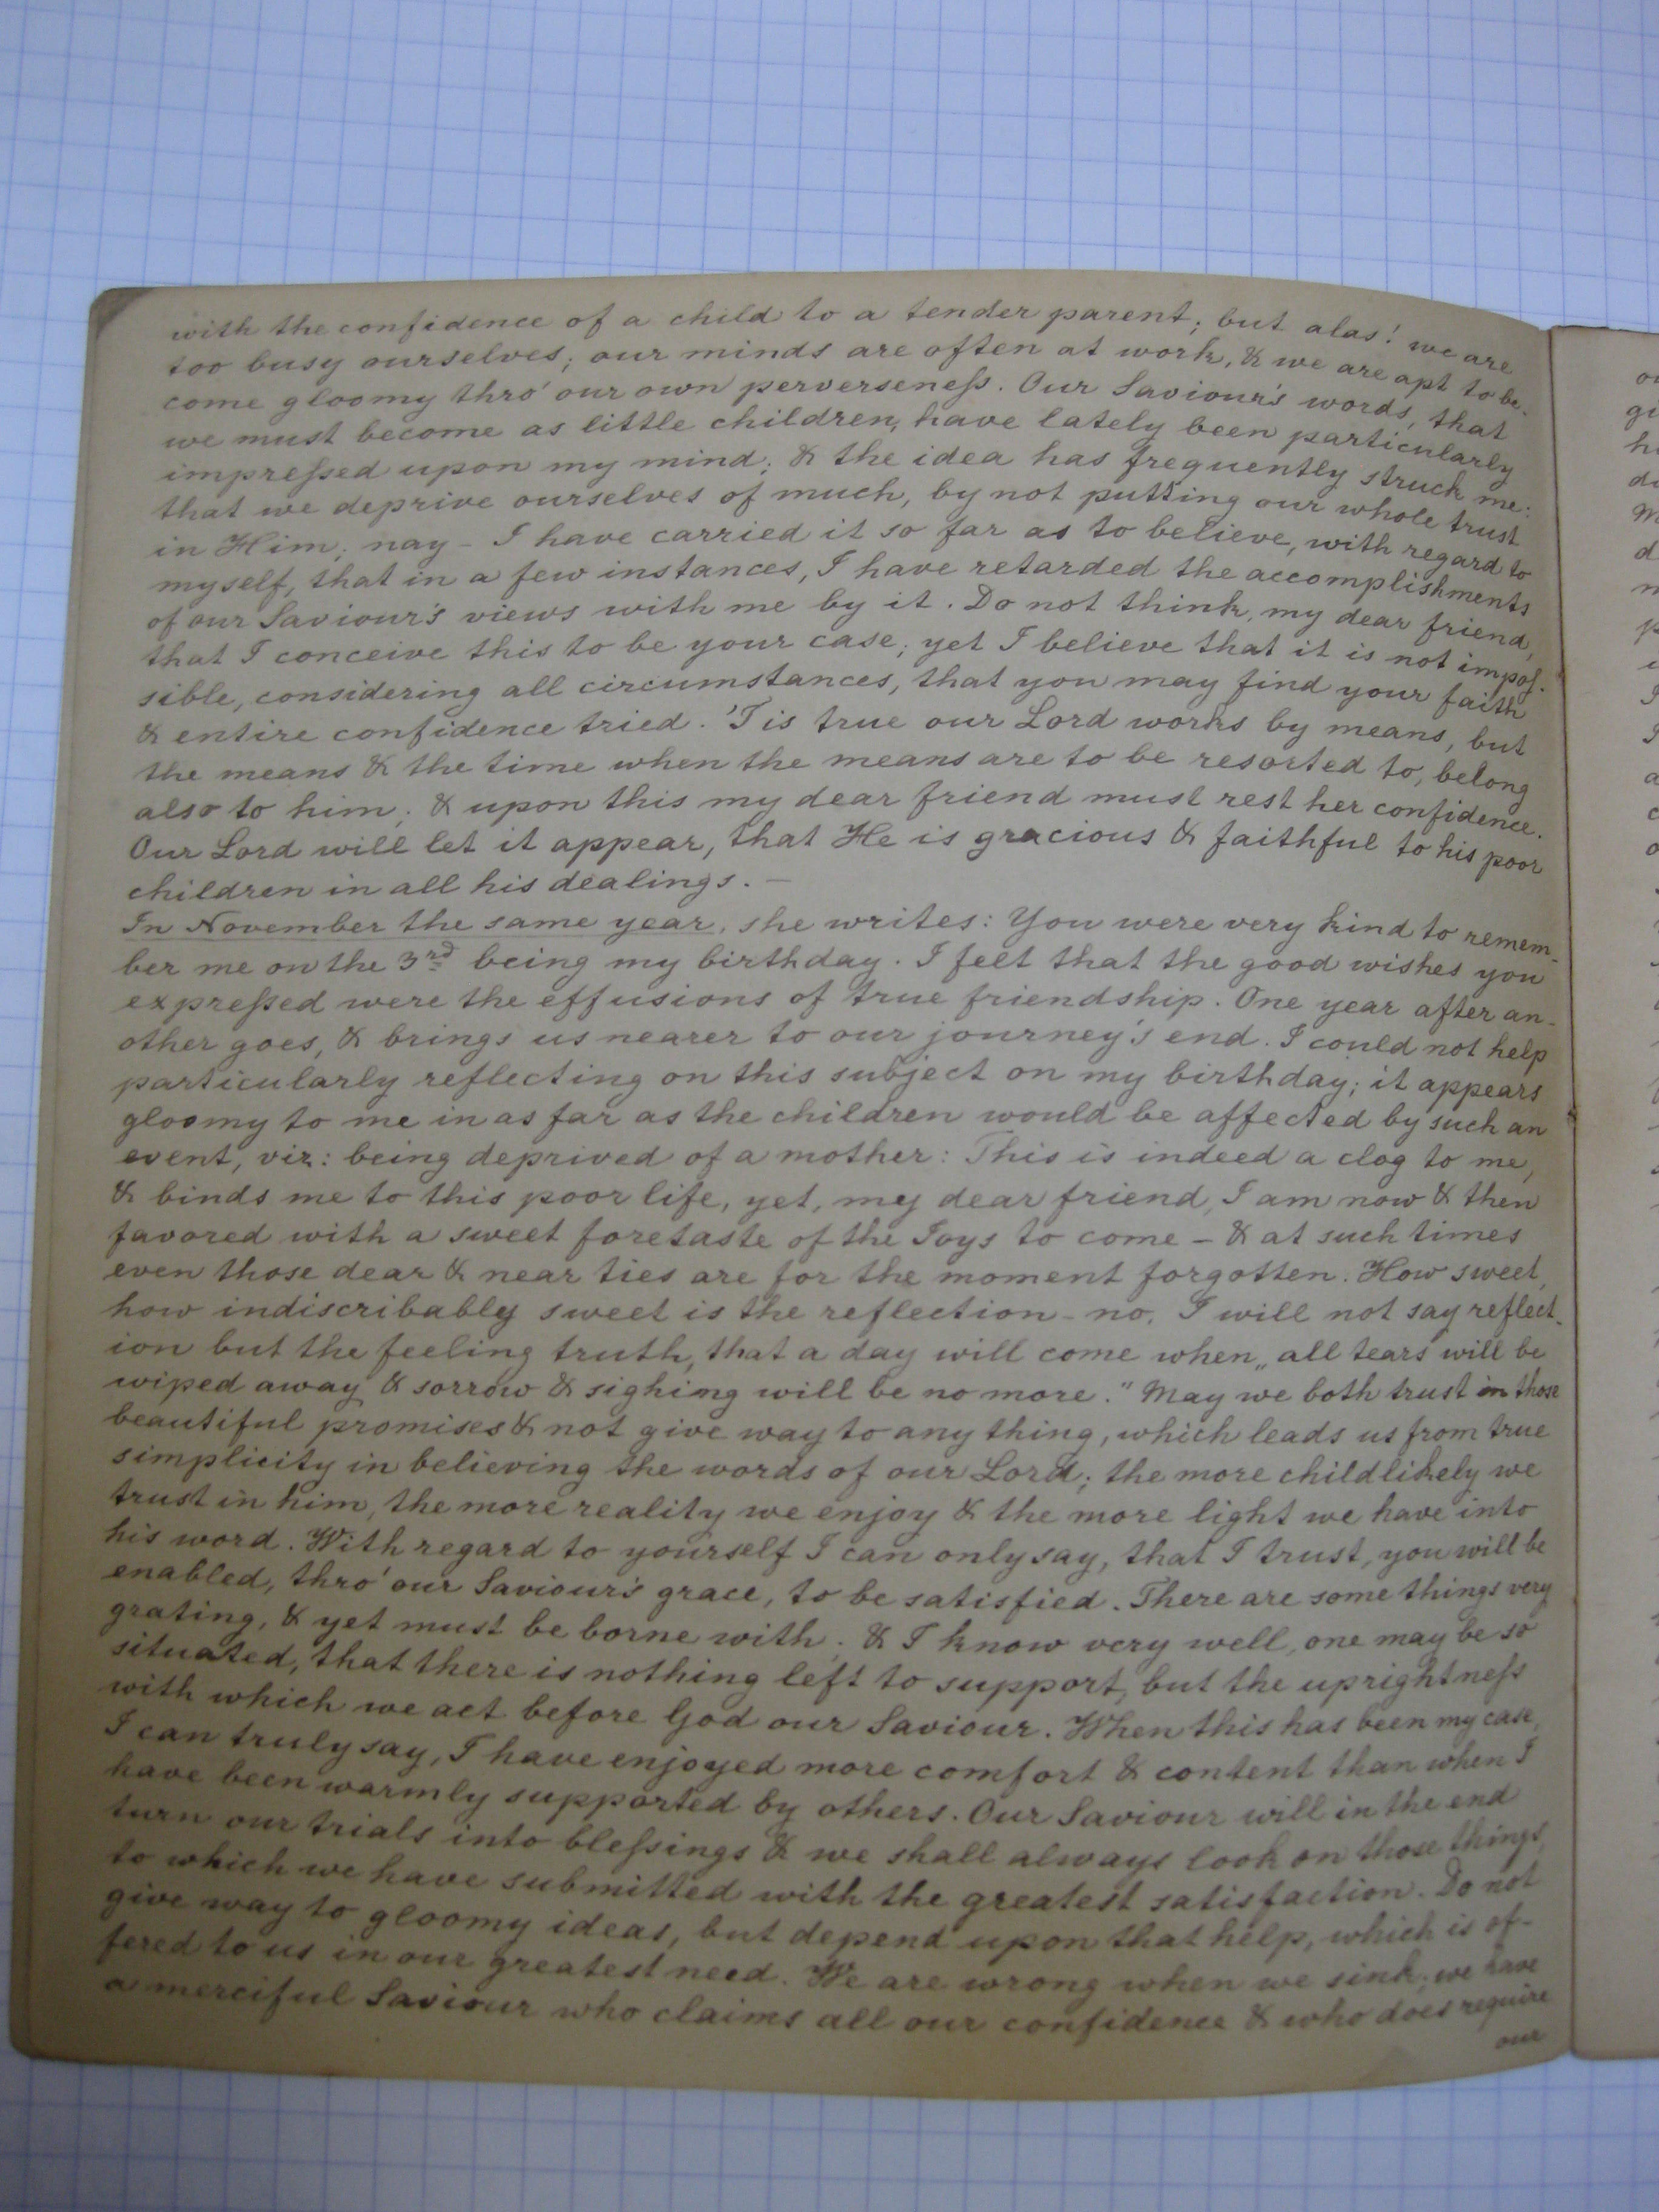 with the confidence of a child to a tender parent; but alas! we are
too busy ourselves; our minds are often at work, & we are apt to be-
come gloomy thro' our own perverseneſs. Our Saviour's words, that
we must become as little children, have lately been particularly
impreſsed upon my mind; & the idea has frequently struck me:
that we deprive ourselves of much, by not putting our whole trust
in Him; nay - I have carried it so far as to believe, with regard to
myself, that in a few instances, I have retarded the accomplishments
of our Saviour's views with me by it. Do not think, my dear friend,
that I conceive this to be your case; yet I believe that it is not impoſ-
sible, considering all circumstances, that you may find your faith
& entire confidence tried. 'Tis true our Lord works by means, but
the means & the time when the means are to be resorted to, belong
also to him; & upon this my dear friend must rest her confidence.
Our Lord will let it appear, that He is gracious & faithful to his poor
children in all his dealings. —
In November the same year, she writes: You were very kind to remem-
ber me on the 3rd being my birthday. I feel that the good wishes you
expreſsed were the effusions of true friendship. One year after an-
other goes, & brings us nearer to our journey's end. I could not help
particularly reflecting on this subject on my birthday; it appears
gloomy to me in as far as the children would be affected by such an
event, viz: being deprived of a mother: This is indeed a clog to me,
& binds me to this poor life, yet, my dear friend, I am now & then
favored with a sweet foretaste of the Joys to come - & at such times
even those dear & near ties are for the moment forgotten. How sweet,
how indiscribably sweet is the reflection - no, I will not say reflect-
ion but the feeling truth, that a day will come when „all tears will be
wiped away & sorrow & sighing will be no more." May we both trust in those
beautiful promises & not give way to any thing, which leads us from true
simplicity in believing the words of our Lord; the more childlikely we
trust in him, the more reality we enjoy & the more light we have into
his word. With regard to yourself I can only say, that I trust, you will be
enabled, thro' our Saviour's grace, to be satisfied. There are some things very
grating, & yet must be borne with; & I know very well, one may be so
situated, that there is nothing left to support, but the uprightneſs
with which we act before God our Saviour. When this has been my case,
I can truly say, I have enjoyed more comfort & content than when I
have been warmly supported by others. Our Saviour will in the end
turn our trials into bleſsings & we shall always look on those things,
to which we have submitted with the greatest satisfaction. Do not
give way to gloomy ideas, but depend upon that help, which is of-
fered to us in our greatest need. We are wrong when we sink; we have
a merciful Saviour who claims all our confidence & who does require
our